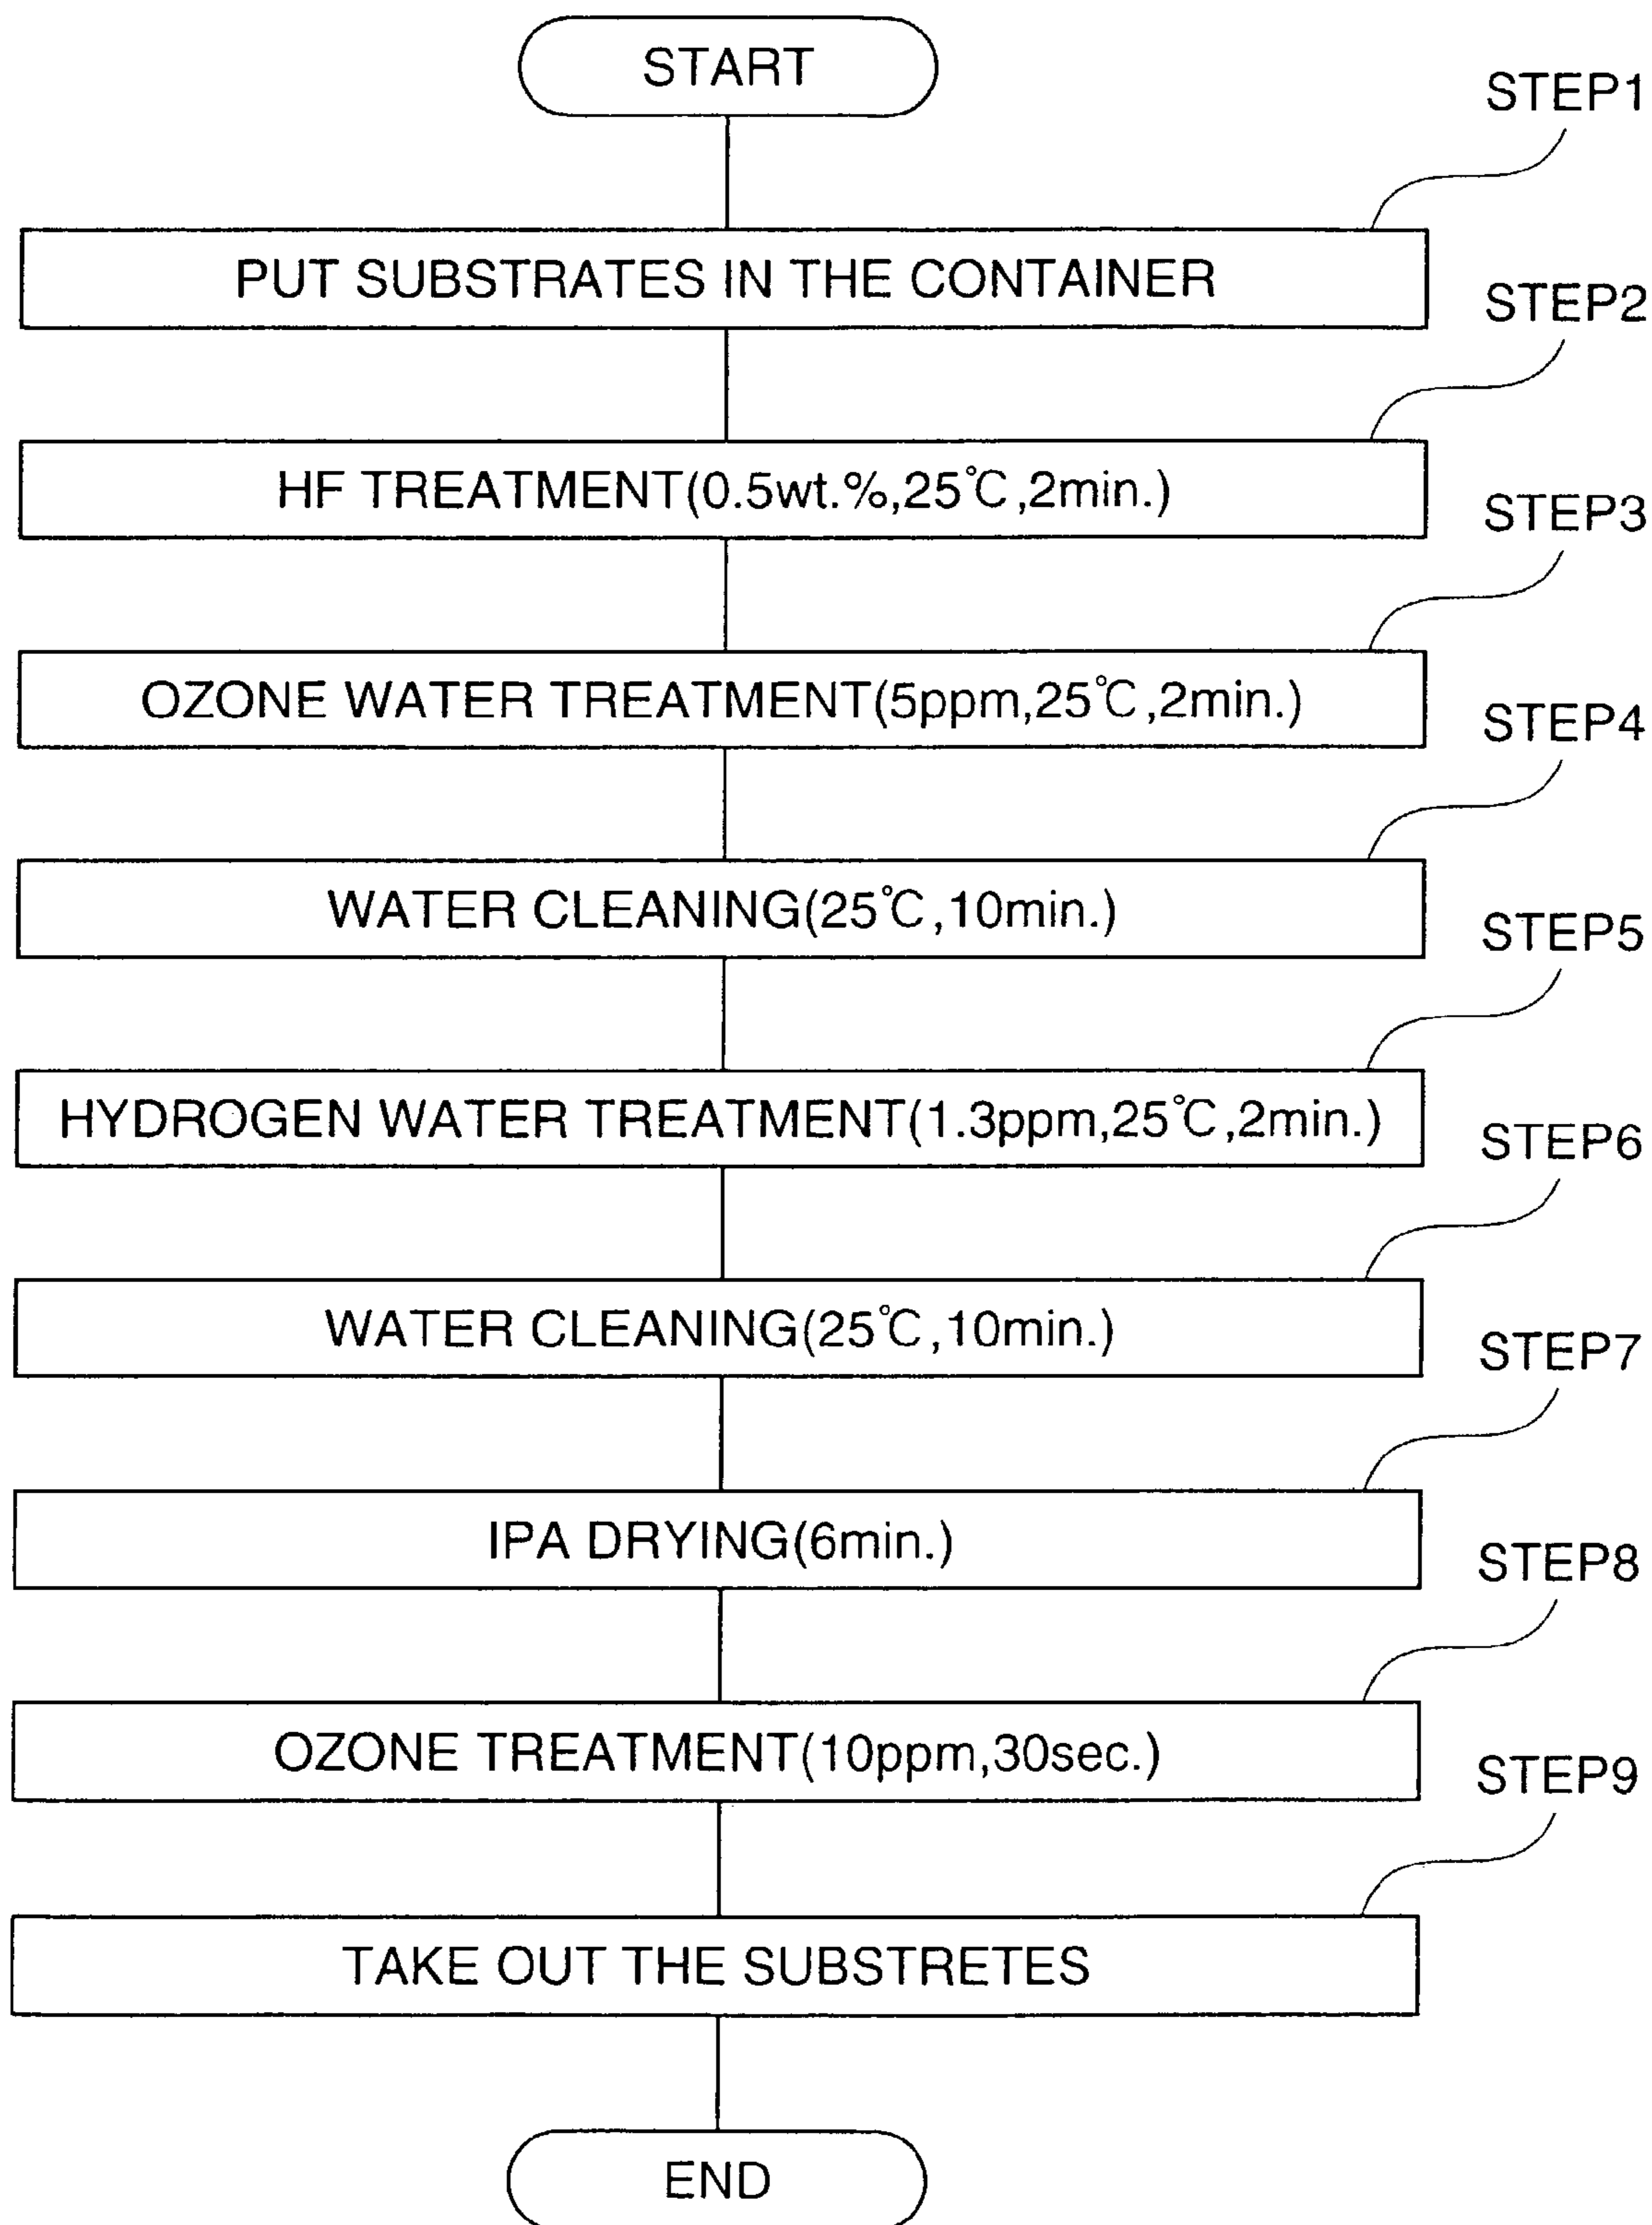 START
STEP1
PUT SUBSTRATES IN THE CONTAINER
STEP2
HF TREATMENT(0.5wt.%,25℃,2min.)
STEP3
OZONE WATER TREATMENT(5ppm,25℃,2min.)
STEP4
WATER CLEANING(25℃,10min.)
STEP5
HYDROGEN WATER TREATMENT(1.3ppm,25℃,2min.)
STEP6
WATER CLEANING(25℃,10min.)
STEP7
IPA DRYING(6min.)
STEP8
OZONE TREATMENT(10ppm,30sec.)
STEP9
TAKE OUT THE SUBSTRETES
END